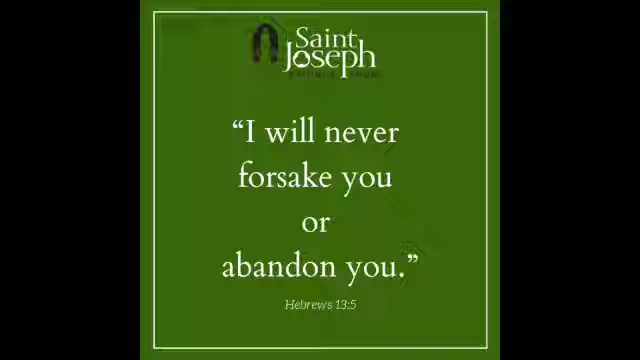 Saint
Joseph
“I will never
forsake you
or
abandon you.”
Hebrews 13:5